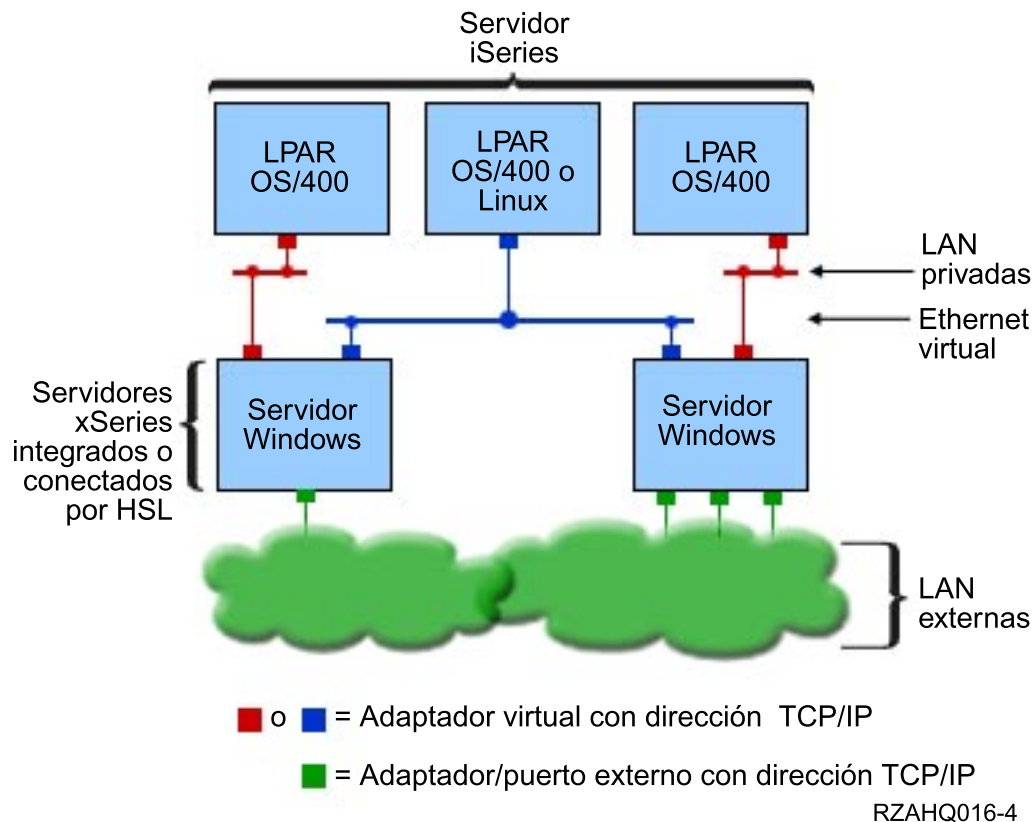 Servidor
iSeries
LPAR
OS/400
LPAR
OS/400 o
Linux
LPAR
OS/400
LAN
privadas
Ethernet
virtual
Servidores
xSeries
integrados o
conectados
por HSL
Servidor
Windows
Servidor
Windows
LAN
externas
o = Adaptador virtual con dirección TCP/IP
= Adaptador/puerto externo con dirección TCP/IP
RZAHQ016-4